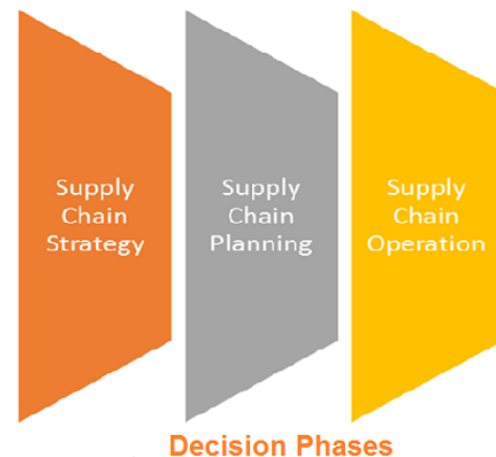 Supply
Chain
Strategy
Supply
Chain
Planning
Supply
Chain
Operation
Decision Phases